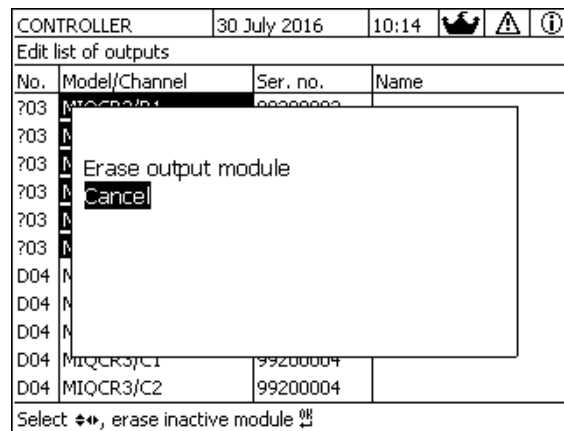 CONTROLLER 30 July 2016 10:14
Edit list of outputs
No. Model/Channel Ser. no. Name
?03
?03
?03 Erase output module
?03 Cancel
?03
?03
D04
D04
D04
D04 MIQCR3/C1 99200004
D04 MIQCR3/C2 99200004
Select , erase inactive module OK